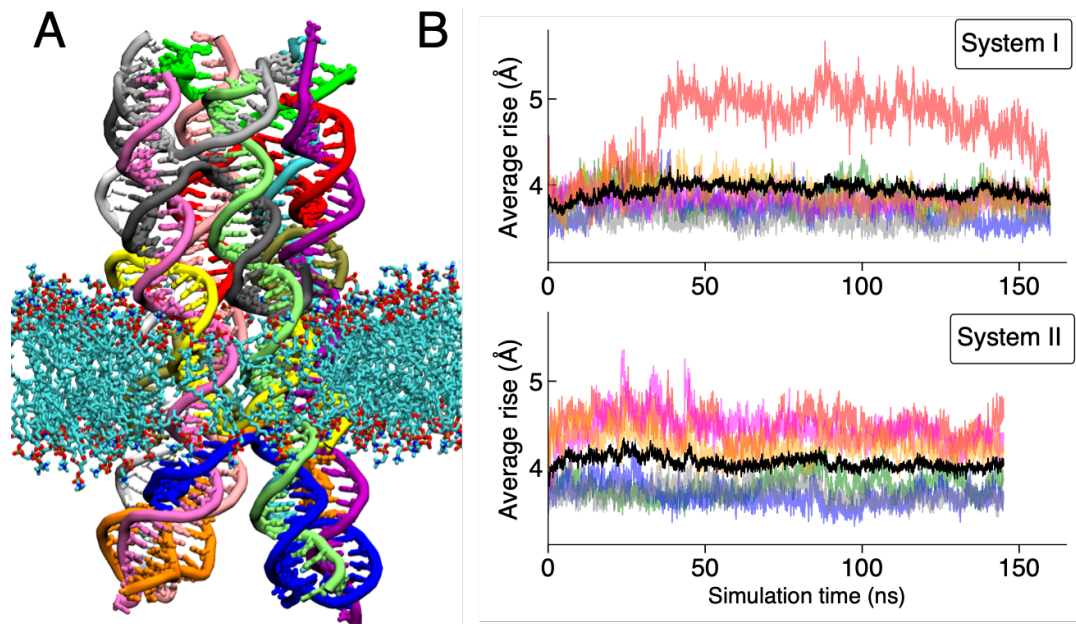 A
B
System I
Average rise (Å)
5
4
0
50
100
150
System II
Average rise (Å)
5
4
0
50
100
150
Simulation time (ns)